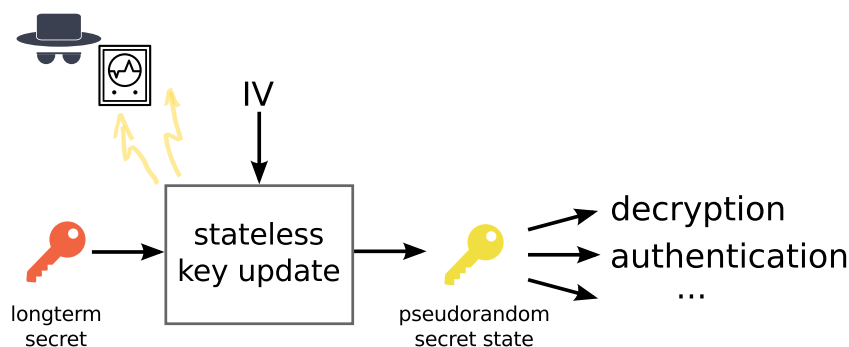 IV
stateless
key update
longterm
secret
pseudorandom
secret state
decryption
authentication
...